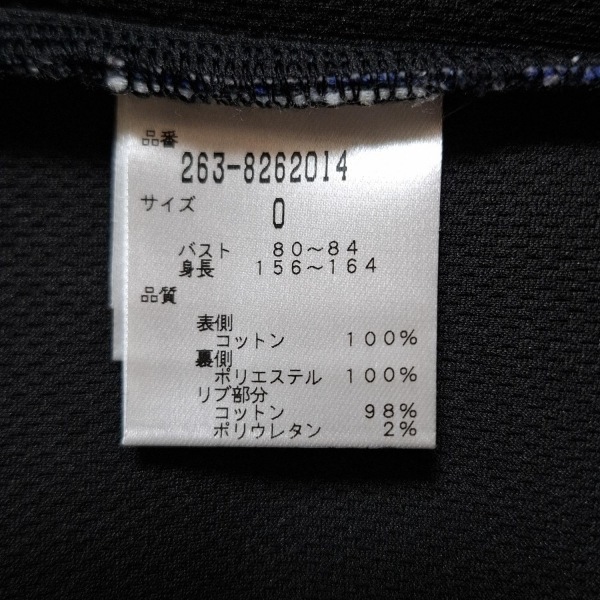 品番
263-8262014
サイズ 0
バスト 80～84
身長 156～164
品質
表側
コットン 100%
裏側
ポリエステル 100%
リブ部分
コットン 98%
ポリウレタン 2%